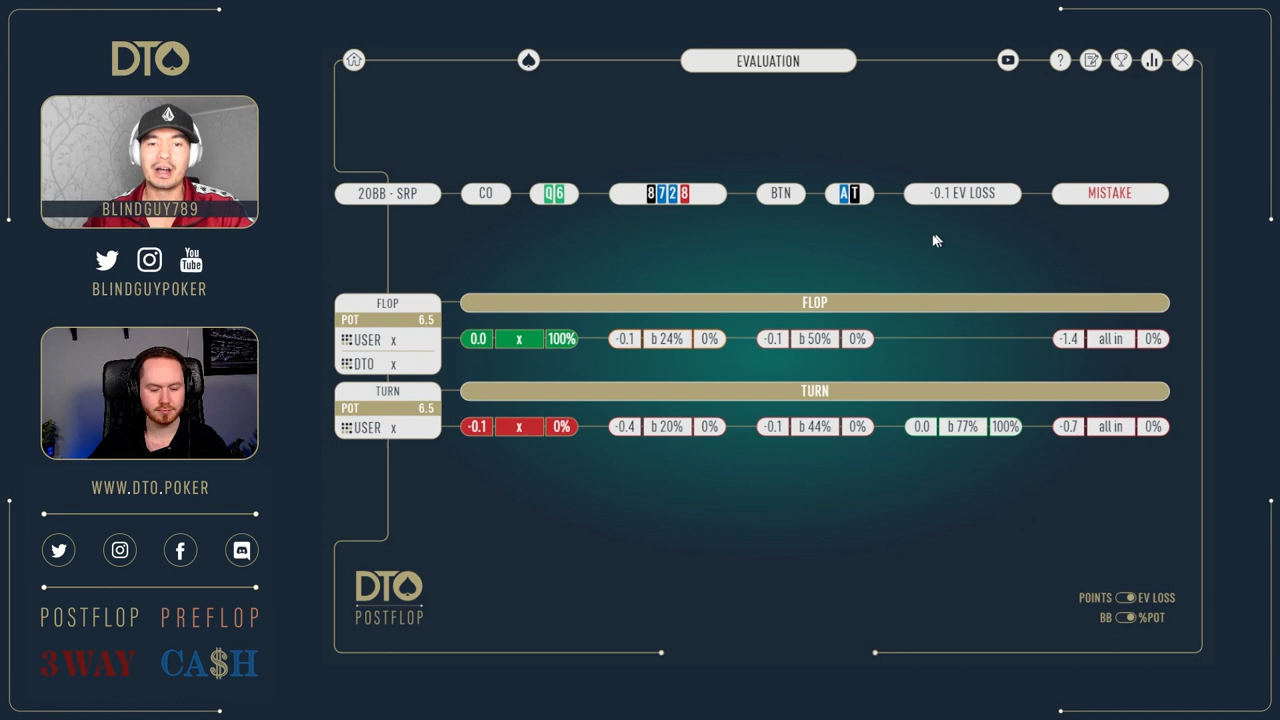 DTO
BLINDGUY789
You
Tube
BLINDGUYPOKER
WWW.DTO.POKER
POSTFLOP PREFLOP
3WAY CA$H
EVALUATION
?
20BB - SRP CO Q6 8728 BTN AT -0.1 EV LOSS MISTAKE
FLOP FLOP
POT 6.5
USER x 0.0 x 100% -0.1 b 24% 0% -0.1 b 50% 0% -1.4 all in 0%
DTO x
TURN TURN
POT 6.5
USER x -0.1 x 0% -0.4 b 20% 0% -0.1 b 44% 0% 0.0 b 77% 100% -0.7 all in 0%
DTO
POSTFLOP
POINTS EV LOSS
BB %POT